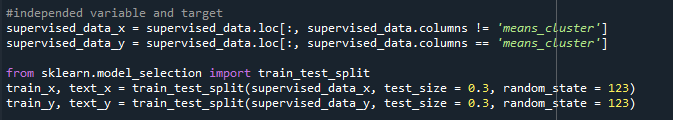 #independed variable and target
supervised_data_x = supervised_data.loc[:, supervised_data.columns != 'means_cluster']
supervised_data_y = supervised_data.loc[:, supervised_data.columns == 'means_cluster']
from sklearn.model_selection import train_test_split
train_x, text_x = train_test_split(supervised_data_x, test_size = 0.3, random_state = 123)
train_y, text_y = train_test_split(supervised_data_y, test_size = 0.3, random_state = 123)